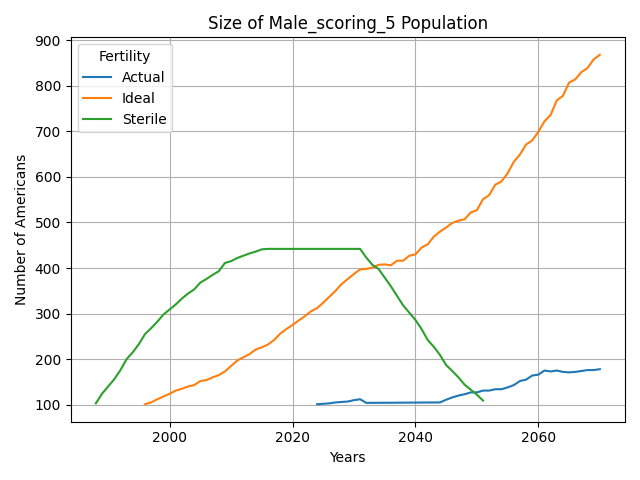 Size of Male_scoring_5 Population
Number of Americans
900
800
700
600
500
400
300
200
100
Fertility
Actual
Ideal
Sterile
2000
2020
2040
2060
Years